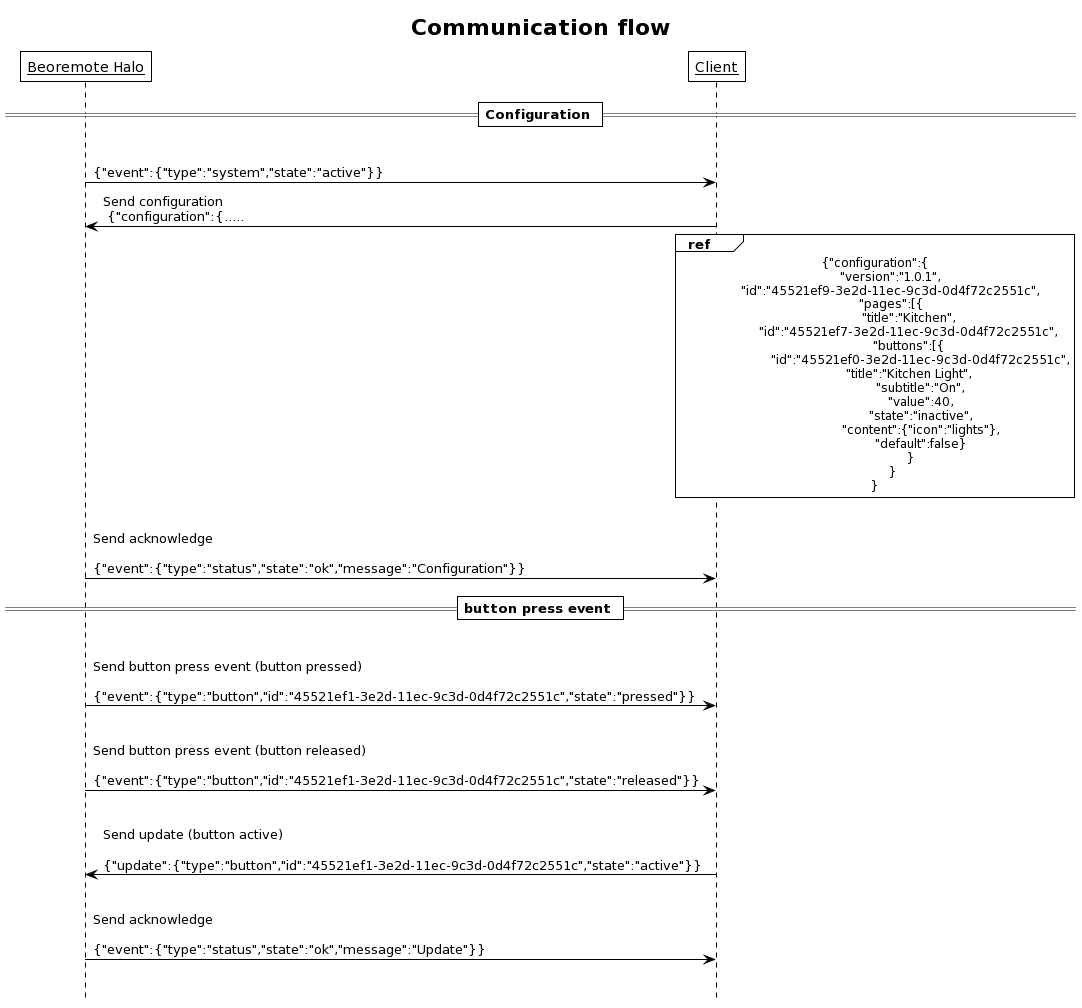 Communication flow
Beoremote Halo
Client
Configuration
{"event":{"type":"system","state":"active"}}
Send configuration
{"configuration":{.....
ref
{"configuration":{
"version":"1.0.1",
"id":"45521ef9-3e2d-11ec-9c3d-0d4f72c2551c",
"pages":[{
"title":"Kitchen",
"id":"45521ef7-3e2d-11ec-9c3d-0d4f72c2551c",
"buttons":[{
"id":"45521ef0-3e2d-11ec-9c3d-0d4f72c2551c",
"title":"Kitchen Light",
"subtitle":"On",
"value":40,
"state":"inactive",
"content":{"icon":"lights"},
"default":false}
}
}
}
Send acknowledge
{"event":{"type":"status","state":"ok","message":"Configuration"}}
button press event
Send button press event (button pressed)
{"event":{"type":"button","id":"45521ef1-3e2d-11ec-9c3d-0d4f72c2551c","state":"pressed"}}
Send button press event (button released)
{"event":{"type":"button","id":"45521ef1-3e2d-11ec-9c3d-0d4f72c2551c","state":"released"}}
Send update (button active)
{"update":{"type":"button","id":"45521ef1-3e2d-11ec-9c3d-0d4f72c2551c","state":"active"}}
Send acknowledge
{"event":{"type":"status","state":"ok","message":"Update"}}